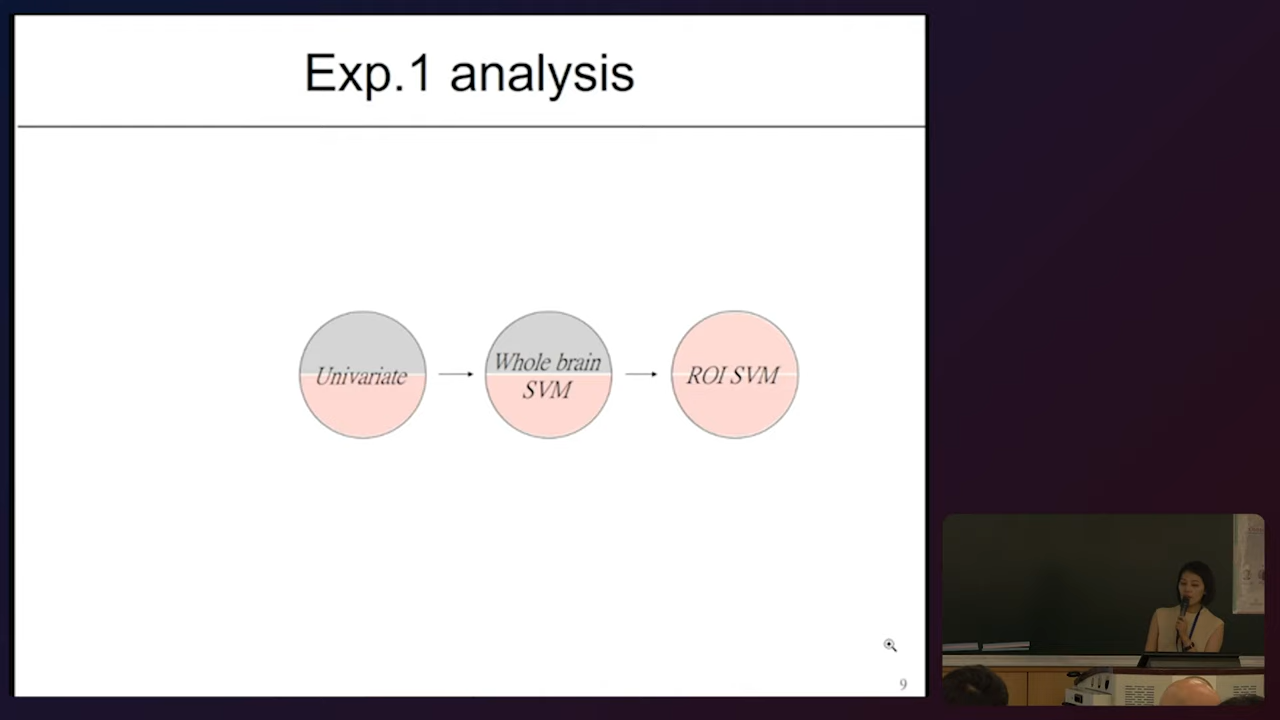 Exp.1 analysis
Univariate
Whole brain
SVM
ROI SVM
9